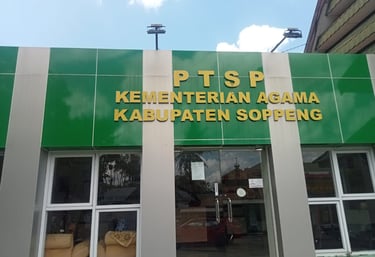 PTSP
KEMENTERIAN AGAMA
KABUPATEN SOPPENG